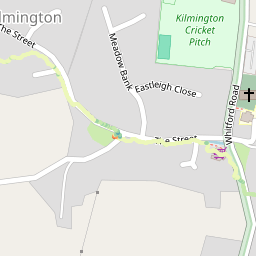 Kilmington
Cricket
Pitch
lmington
The Street
Meadow Bank
Eastleigh Close
The Street
Whitford Road